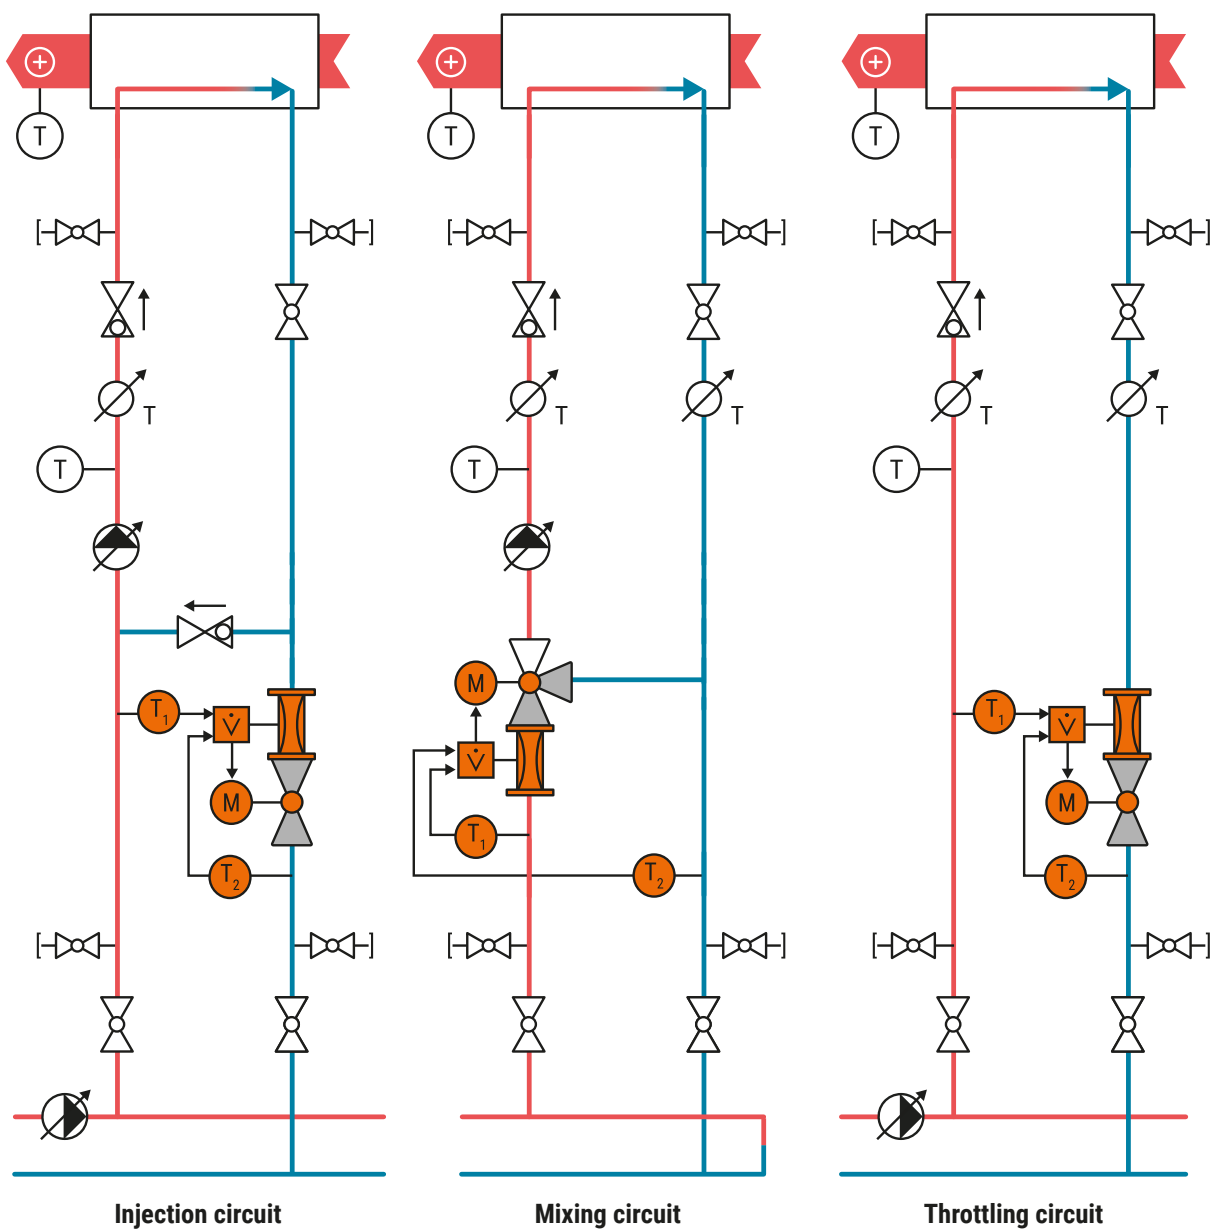 + + +
T T T
T T T T T
T T T
M
T₁ V̇ T₁ V̇
V̇
M M
T₁
T₂ T₂ T₂
Injection circuit Mixing circuit Throttling circuit